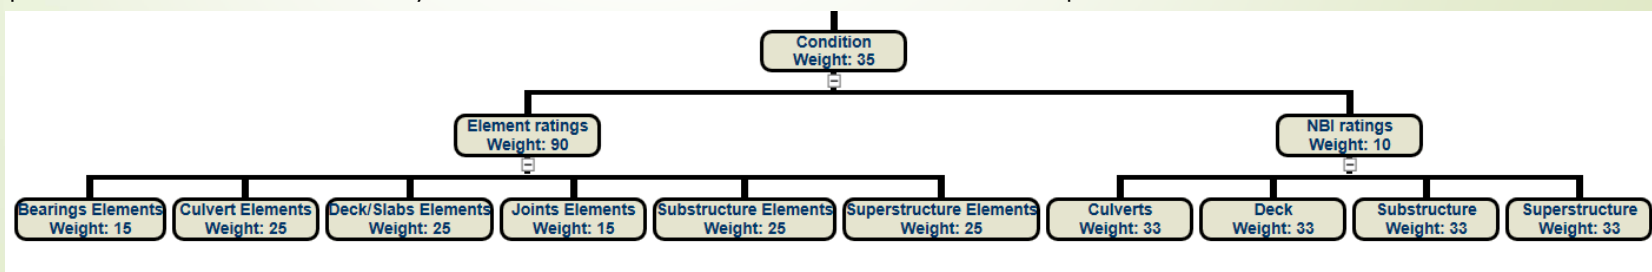 Condition
Weight: 35
Element ratings
Weight: 90
NBI ratings
Weight: 10
Bearings Elements
Weight: 15
Culvert Elements
Weight: 25
Deck/Slabs Elements
Weight: 25
Joints Elements
Weight: 15
Substructure Elements
Weight: 25
Superstructure Elements
Weight: 25
Culverts
Weight: 33
Deck
Weight: 33
Substructure
Weight: 33
Superstructure
Weight: 33